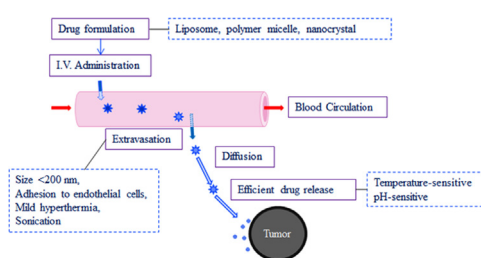 Drug formulation
Liposome, polymer micelle, nanocrystal
I.V. Administration
Blood Circulation
Extravasation
Diffusion
Size <200 nm,
Adhesion to endothelial cells,
Mild hyperthermia,
Sonication
Efficient drug release
Temperature-sensitive
pH-sensitive
Tumor